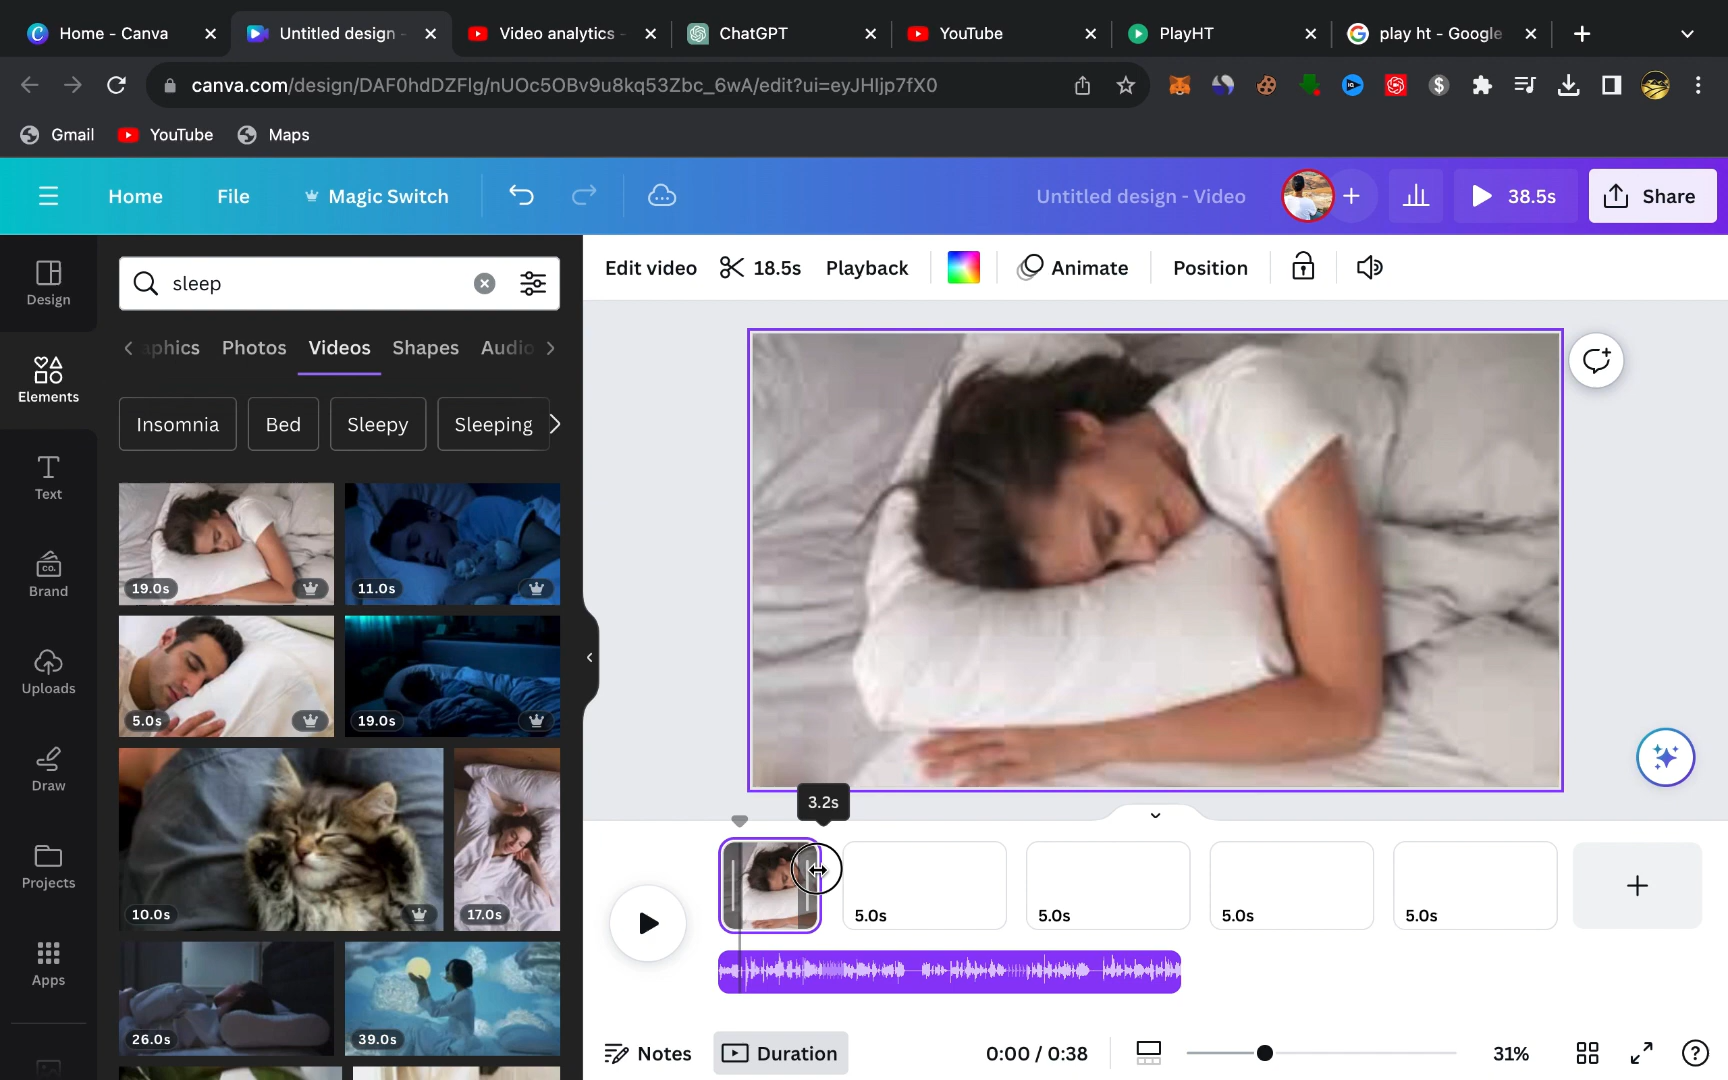 Home - Canva
Untitled design -
Video analytics -
ChatGPT
YouTube
PlayHT
play ht - Google
canva.com/design/DAF0hdDZFlg/nUOc5OBv9u8kq53Zbc_6wA/edit?ui=eyJHIjp7fX0
Gmail
YouTube
Maps
Home
File
Magic Switch
Untitled design - Video
38.5s
Share
Design
Elements
Text
Brand
CO.
Uploads
Draw
Projects
Apps
sleep
aphics
Photos
Videos
Shapes
Audio
Insomnia
Bed
Sleepy
Sleeping
19.0s
11.0s
5.0s
19.0s
10.0s
17.0s
26.0s
39.0s
Edit video
18.5s
Playback
Animate
Position
3.2s
5.0s
5.0s
5.0s
5.0s
Notes
Duration
0:00 / 0:38
31%